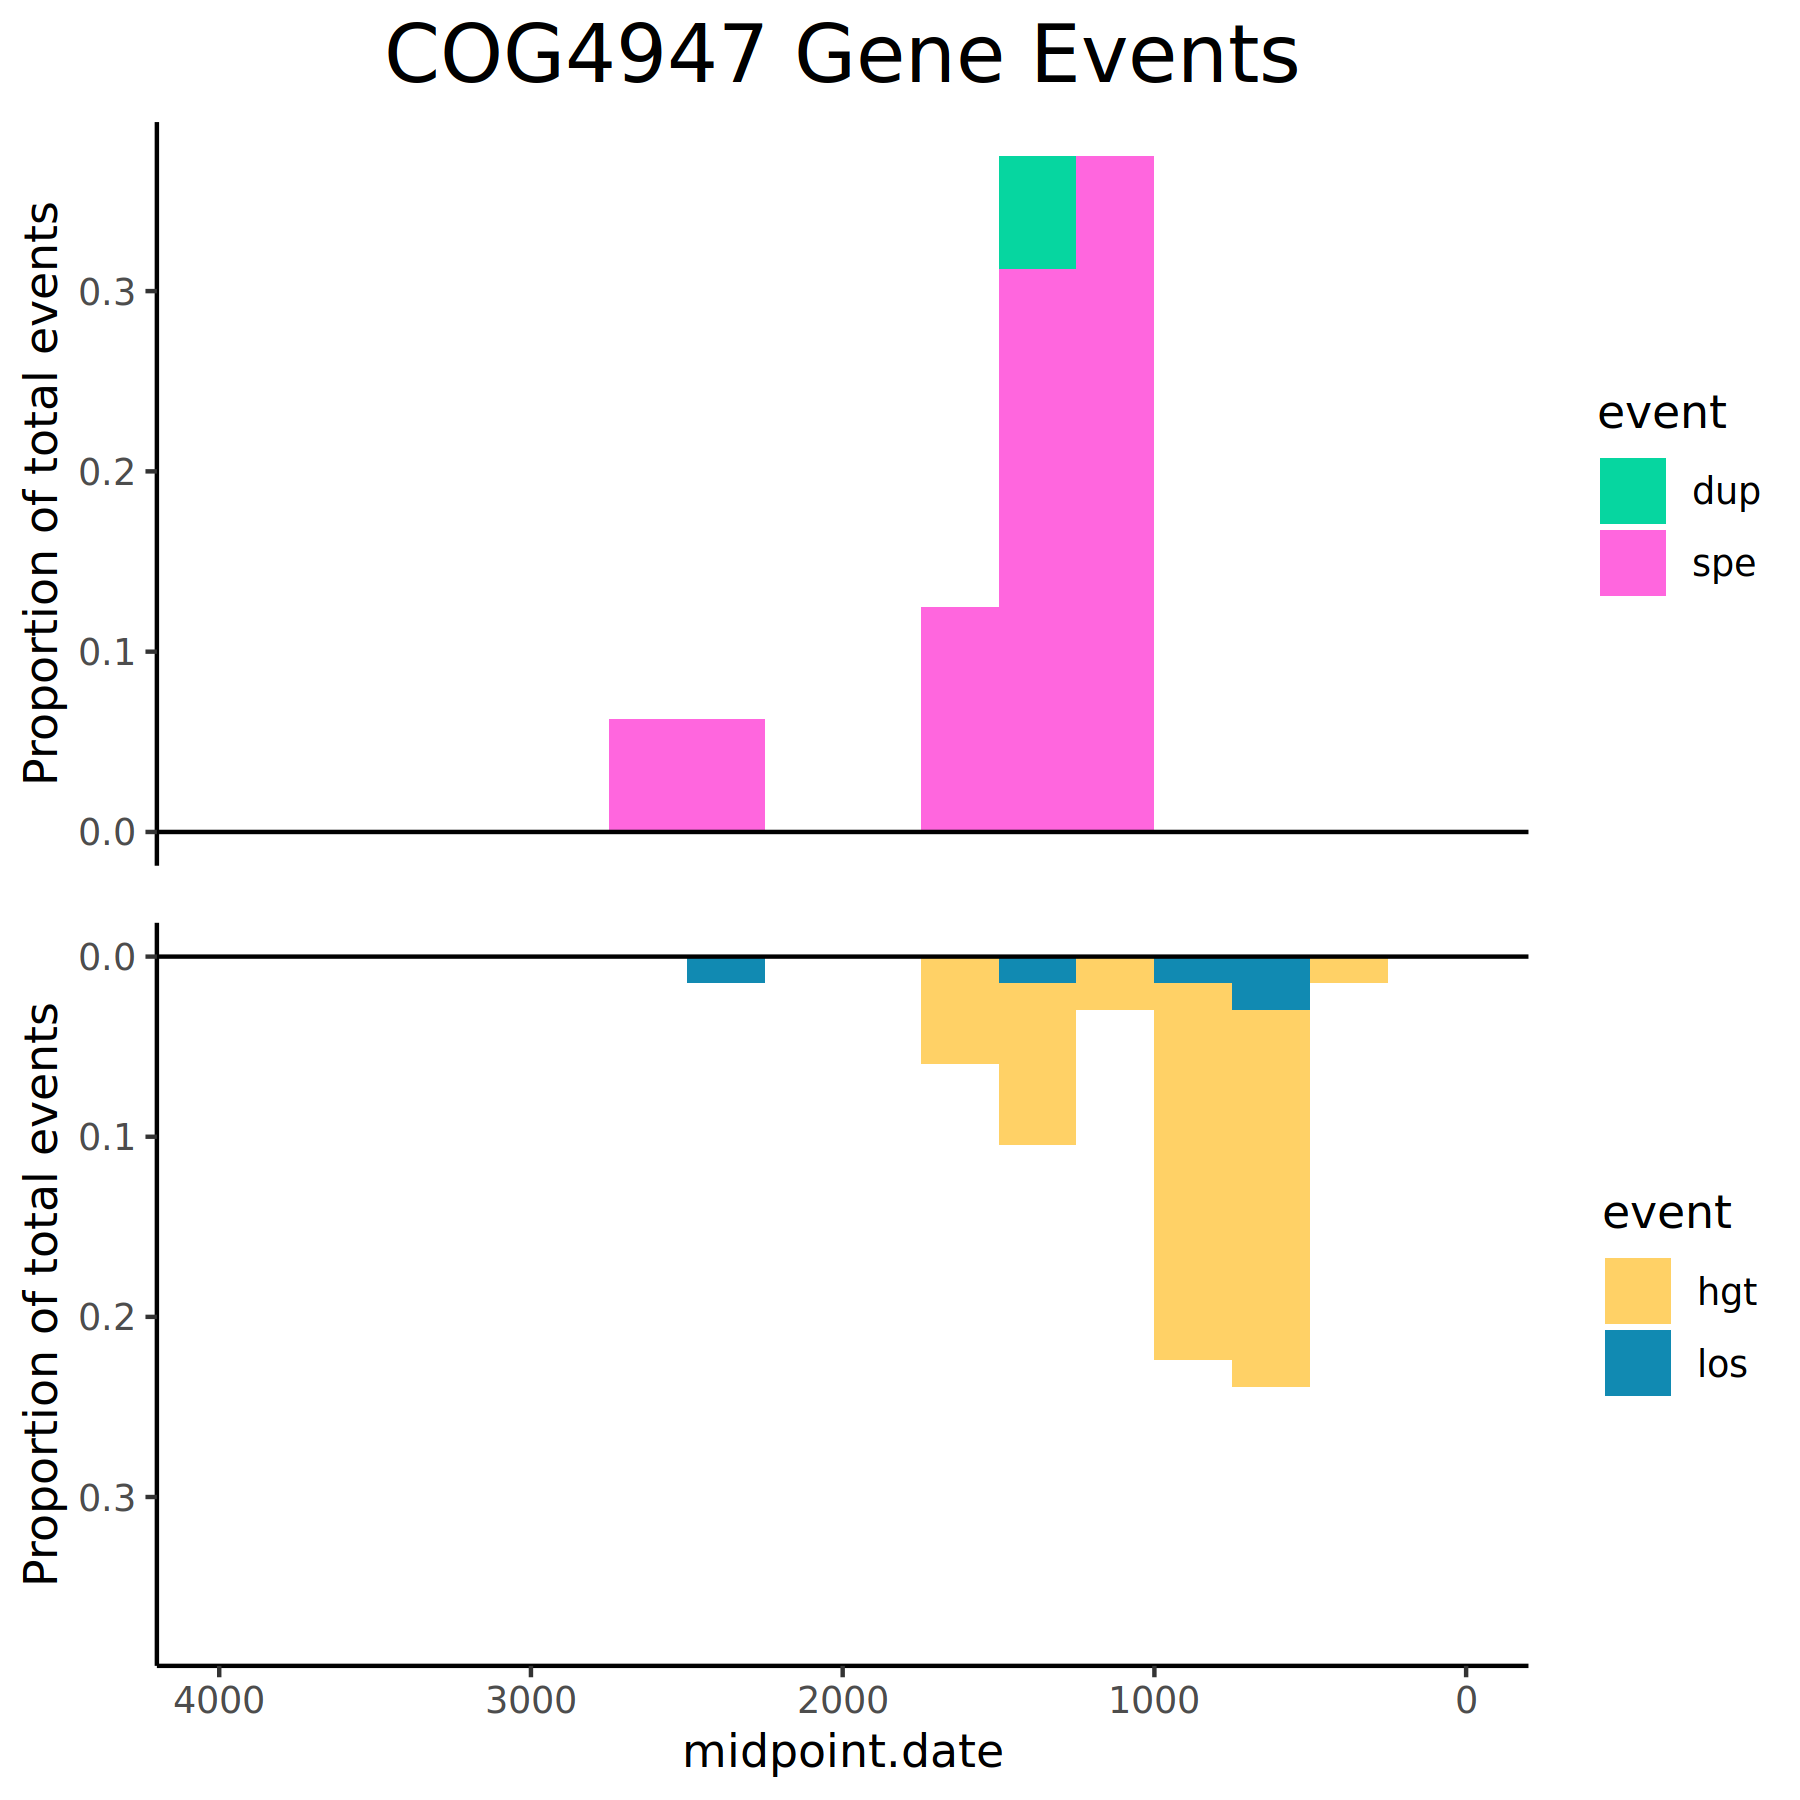 COG4947 Gene Events
Proportion of total events
0.3
0.2
0.1
0.0
event
dup
spe
Proportion of total events
0.0
0.1
0.2
0.3
event
hgt
los
4000 3000 2000 1000 0
midpoint.date